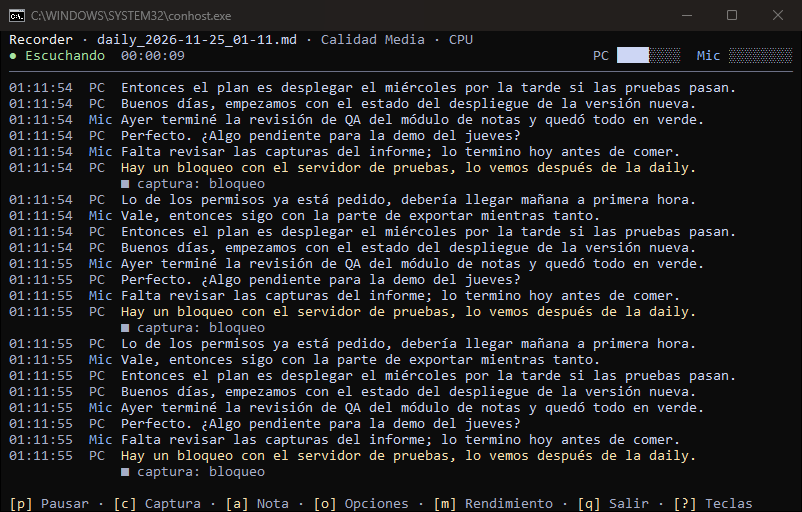 C:\WINDOWS\SYSTEM32\conhost.exe
Recorder · daily_2026-11-25_01-11.md · Calidad Media · CPU
● Escuchando 00:00:09 PC Mic
01:11:54 PC Entonces el plan es desplegar el miércoles por la tarde si las pruebas pasan.
01:11:54 PC Buenos días, empezamos con el estado del despliegue de la versión nueva.
01:11:54 Mic Ayer terminé la revisión de QA del módulo de notas y quedó todo en verde.
01:11:54 PC Perfecto. ¿Algo pendiente para la demo del jueves?
01:11:54 Mic Falta revisar las capturas del informe; lo termino hoy antes de comer.
01:11:54 PC Hay un bloqueo con el servidor de pruebas, lo vemos después de la daily.
■ captura: bloqueo
01:11:54 PC Lo de los permisos ya está pedido, debería llegar mañana a primera hora.
01:11:54 Mic Vale, entonces sigo con la parte de exportar mientras tanto.
01:11:54 PC Entonces el plan es desplegar el miércoles por la tarde si las pruebas pasan.
01:11:54 PC Buenos días, empezamos con el estado del despliegue de la versión nueva.
01:11:55 Mic Ayer terminé la revisión de QA del módulo de notas y quedó todo en verde.
01:11:55 PC Perfecto. ¿Algo pendiente para la demo del jueves?
01:11:55 Mic Falta revisar las capturas del informe; lo termino hoy antes de comer.
01:11:55 PC Hay un bloqueo con el servidor de pruebas, lo vemos después de la daily.
■ captura: bloqueo
01:11:55 PC Lo de los permisos ya está pedido, debería llegar mañana a primera hora.
01:11:55 Mic Vale, entonces sigo con la parte de exportar mientras tanto.
01:11:55 PC Entonces el plan es desplegar el miércoles por la tarde si las pruebas pasan.
01:11:55 PC Buenos días, empezamos con el estado del despliegue de la versión nueva.
01:11:55 Mic Ayer terminé la revisión de QA del módulo de notas y quedó todo en verde.
01:11:55 PC Perfecto. ¿Algo pendiente para la demo del jueves?
01:11:55 Mic Falta revisar las capturas del informe; lo termino hoy antes de comer.
01:11:55 PC Hay un bloqueo con el servidor de pruebas, lo vemos después de la daily.
■ captura: bloqueo
[p] Pausar · [c] Captura · [a] Nota · [o] Opciones · [m] Rendimiento · [q] Salir · [?] Teclas